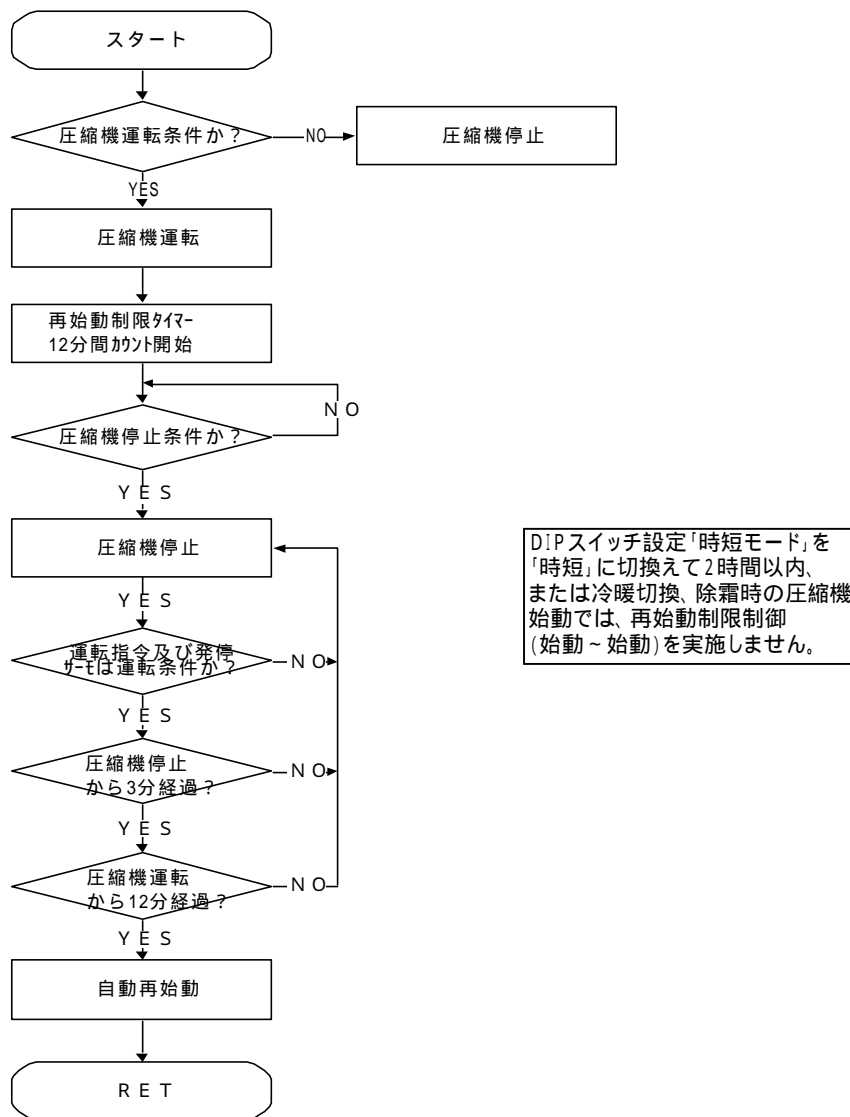 スタート
圧縮機運転条件か？
NO
圧縮機停止
YES
圧縮機運転
再始動制限ﾀｲﾏｰ
12分間ｶｳﾝﾄ開始
ＮＯ
圧縮機停止条件か？
ＹＥＳ
圧縮機停止
ＹＥＳ
運転指令及び発停
ｻｰﾓは運転条件か？
ＮＯ
ＹＥＳ
圧縮機停止
から3分経過？
ＮＯ
ＹＥＳ
圧縮機運転
から12分経過？
ＮＯ
ＹＥＳ
自動再始動
ＲＥＴ
DIPスイッチ設定「時短モード」を
「時短」に切換えて2時間以内、
または冷暖切換、除霜時の圧縮機
始動では、再始動制限制御
(始動～始動)を実施しません。